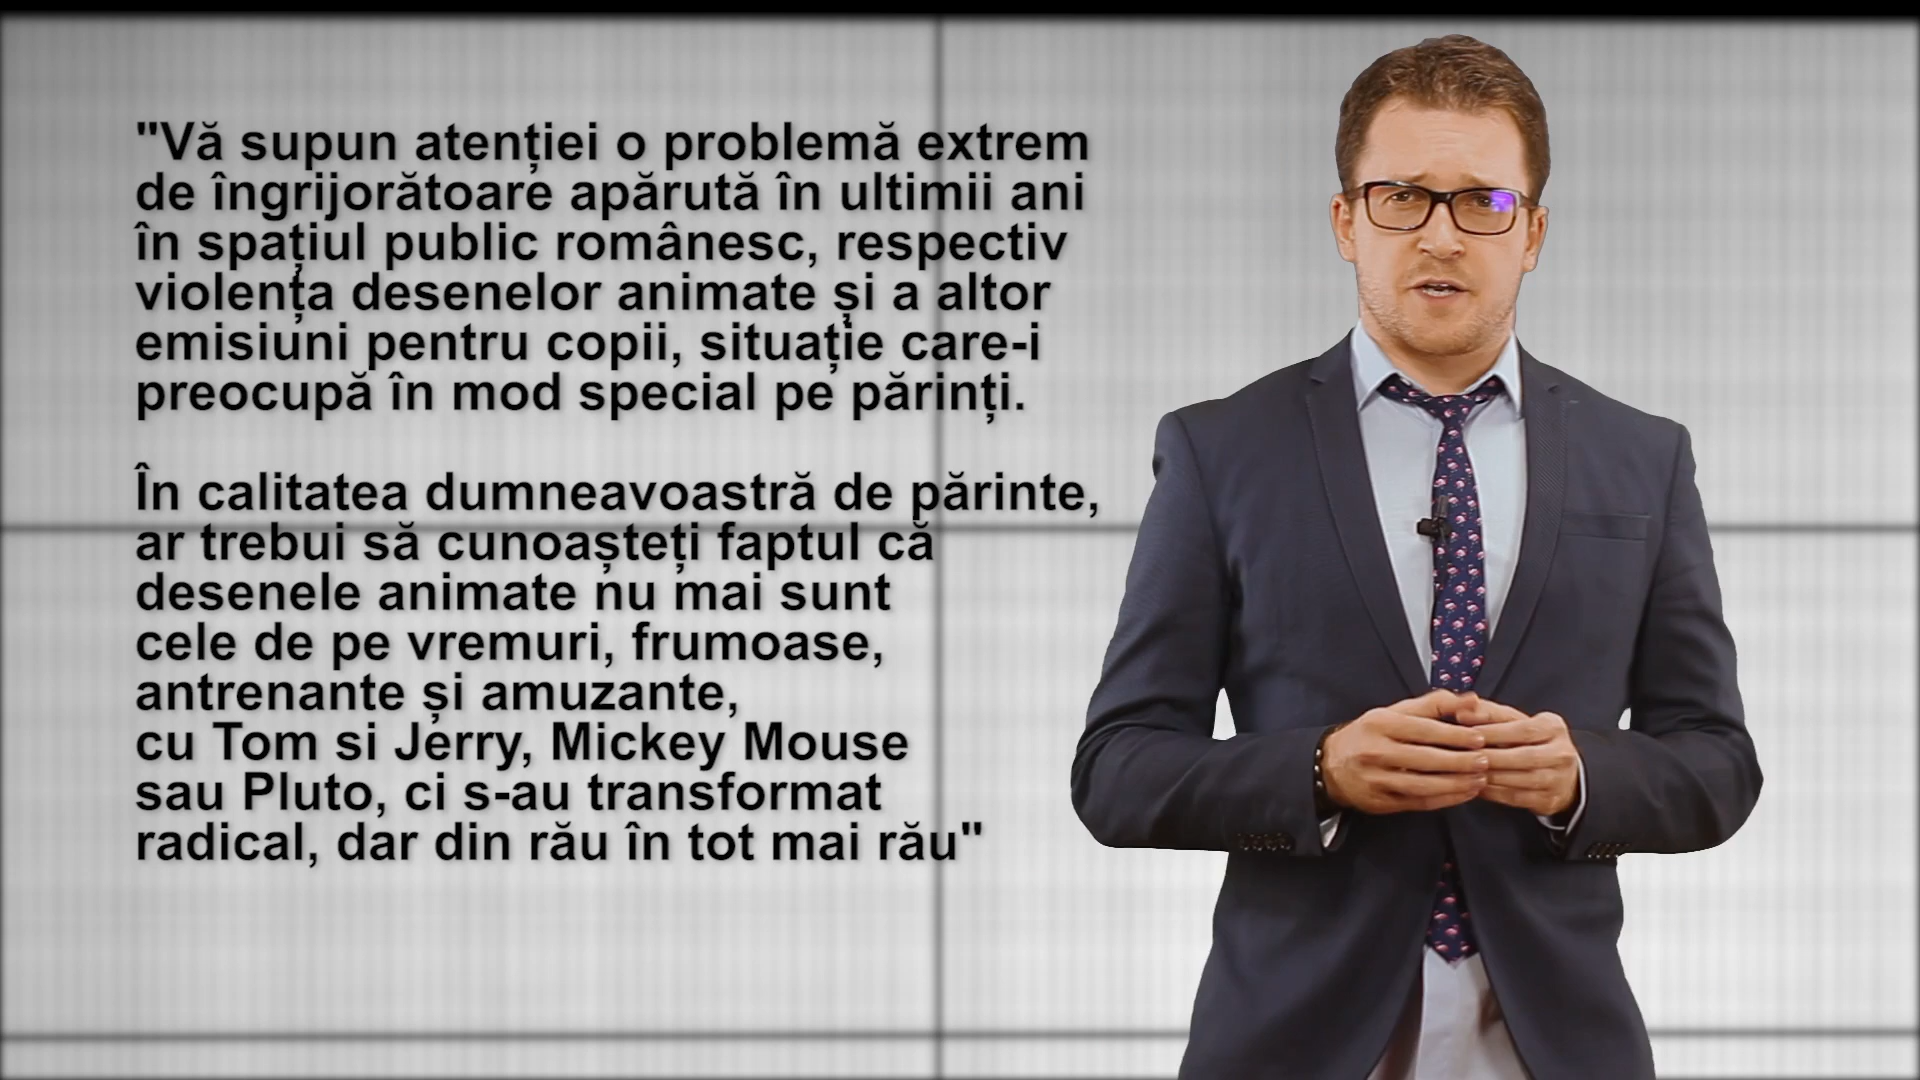 "Vă supun atenției o problemă extrem
de îngrijorătoare apărută în ultimii ani
în spațiul public românesc, respectiv
violența desenelor animate și a altor
emisiuni pentru copii, situație care-i
preocupă în mod special pe părinți.
În calitatea dumneavoastră de părinte,
ar trebui să cunoașteți faptul că
desenele animate nu mai sunt
cele de pe vremuri, frumoase,
antrenante și amuzante,
cu Tom si Jerry, Mickey Mouse
sau Pluto, ci s-au transformat
radical, dar din rău în tot mai rău"